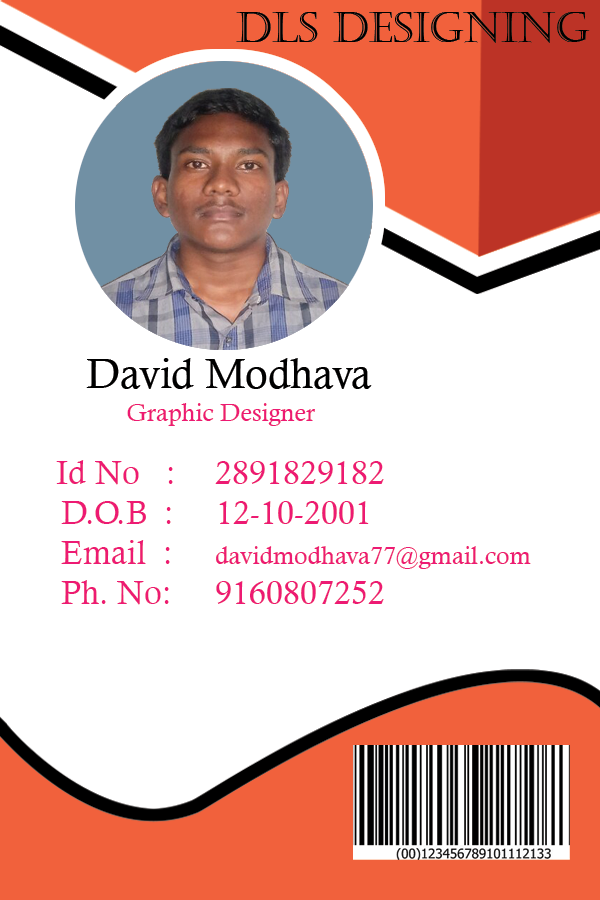 DLS DESIGNING
David Modhava
Graphic Designer
Id No : 2891829182
D.O.B : 12-10-2001
Email : davidmodhava77@gmail.com
Ph. No: 9160807252
(00)123456789101112133